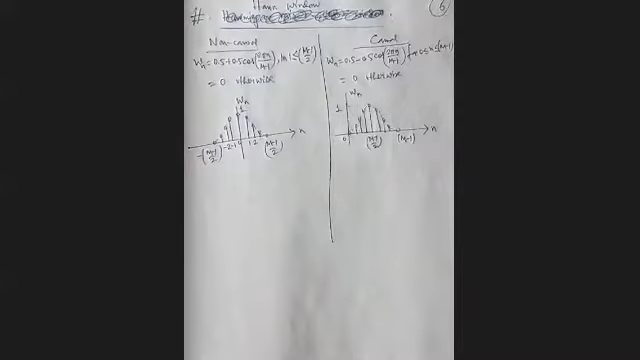 Hann Window
#.
6
Non-causal
Wn = 0.5+0.5cos(2πn/M-1), |n| ≤ (M-1/2)
= 0 otherwise
Wn
1
n
-(M-1/2) -2 -1 0 1 2 (M-1/2)
Causal
Wn = 0.5-0.5cos(2πn/M-1) for 0≤n≤(M-1)
= 0 otherwise
Wn
1
n
0 (M-1/2) (M-1)